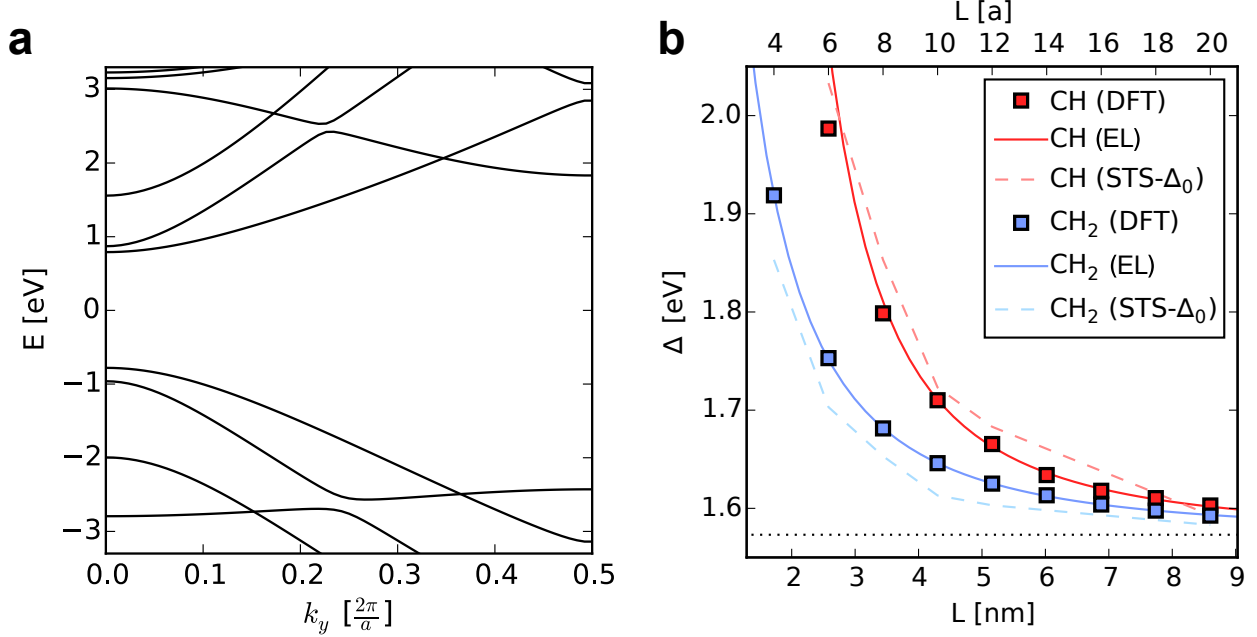 a
3
2
1
0
−1
−2
−3
E [eV]
0.0 0.1 0.2 0.3 0.4 0.5
k_y [2π/a]
b
L [a]
4 6 8 10 12 14 16 18 20
2.0
1.9
1.8
1.7
1.6
Δ [eV]
CH (DFT)
CH (EL)
CH (STS-Δ₀)
CH₂ (DFT)
CH₂ (EL)
CH₂ (STS-Δ₀)
2 3 4 5 6 7 8 9
L [nm]